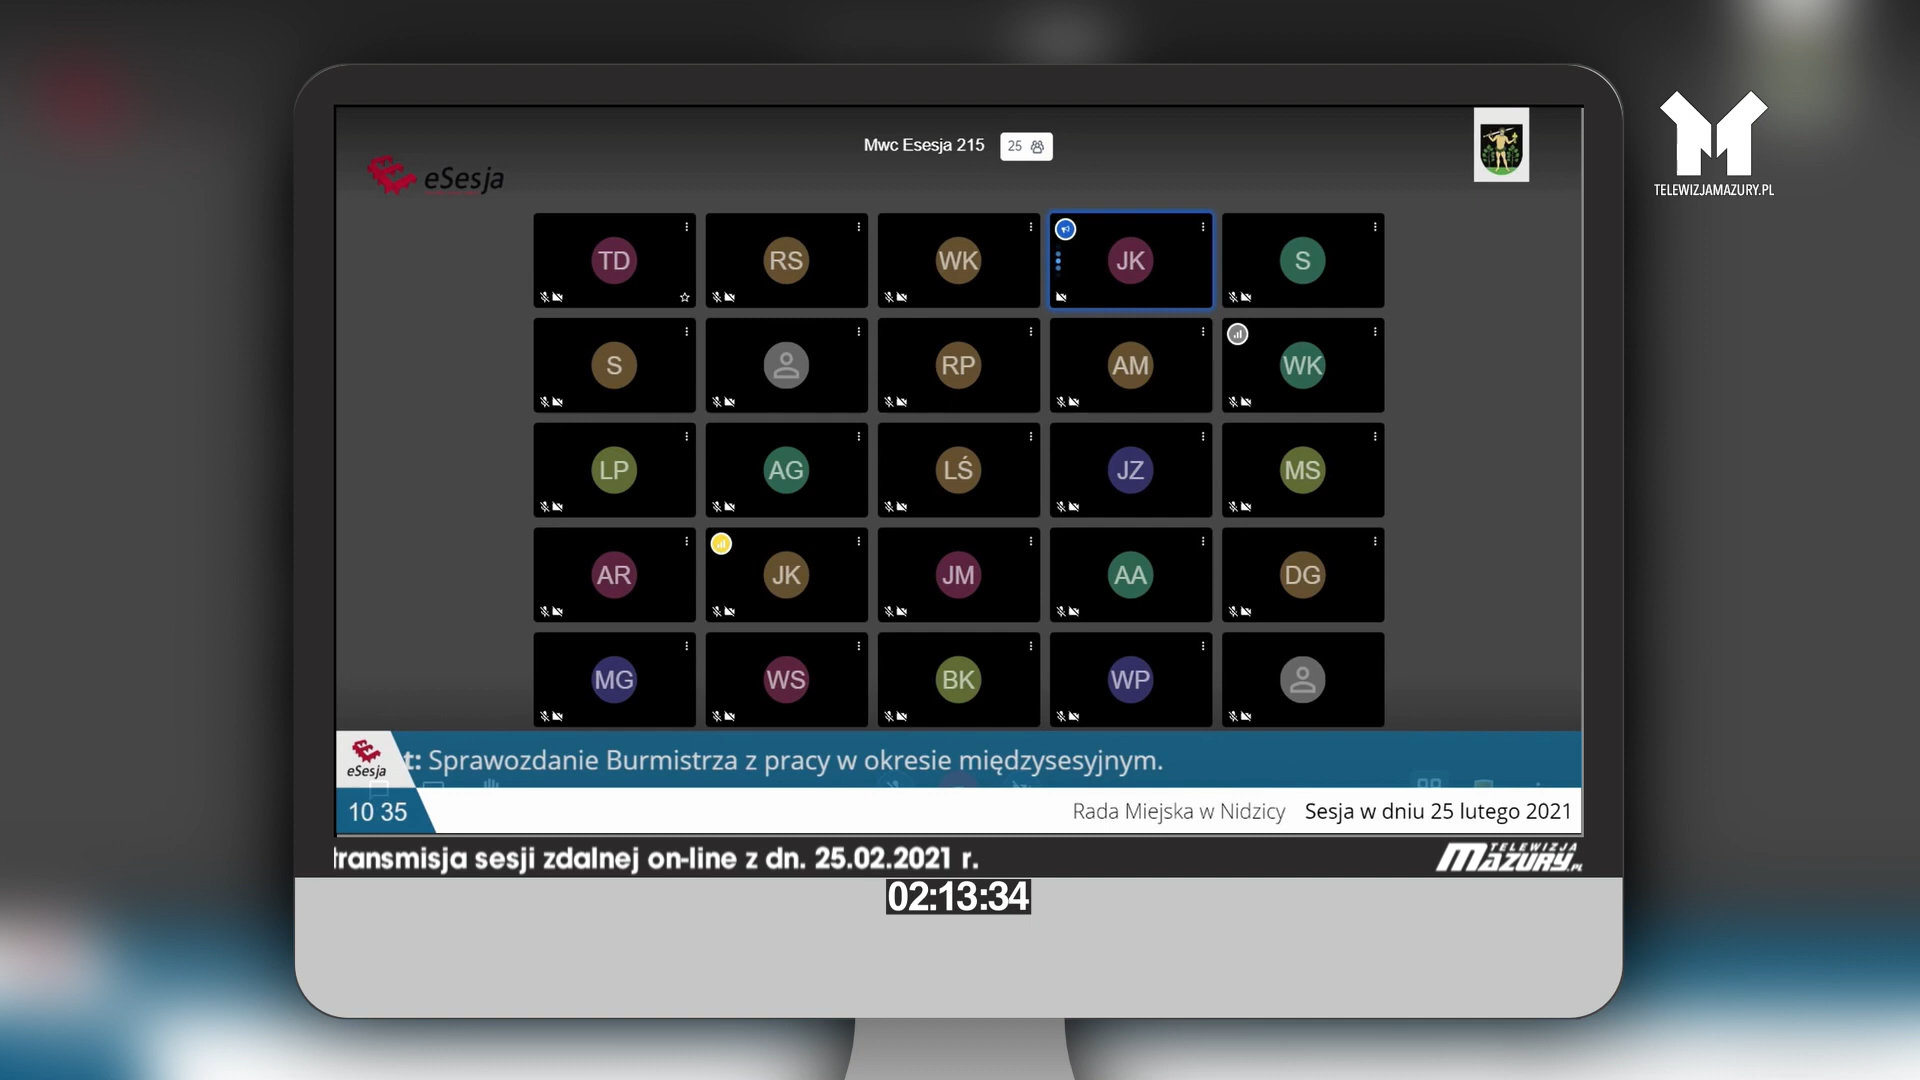 Mwc Esesja 215 25
eSesja
TELEWIZJAMAZURY.PL
TD RS WK JK S
S RP AM WK
LP AG LŚ JZ MS
AR JK JM AA DG
MG WS BK WP
eSesja
t: Sprawozdanie Burmistrza z pracy w okresie międzysesyjnym.
10 35
Rada Miejska w Nidzicy Sesja w dniu 25 lutego 2021
transmisja sesji zdalnej on-line z dn. 25.02.2021 r.
TELEWIZJA
MAZURY.PL
02:13:34